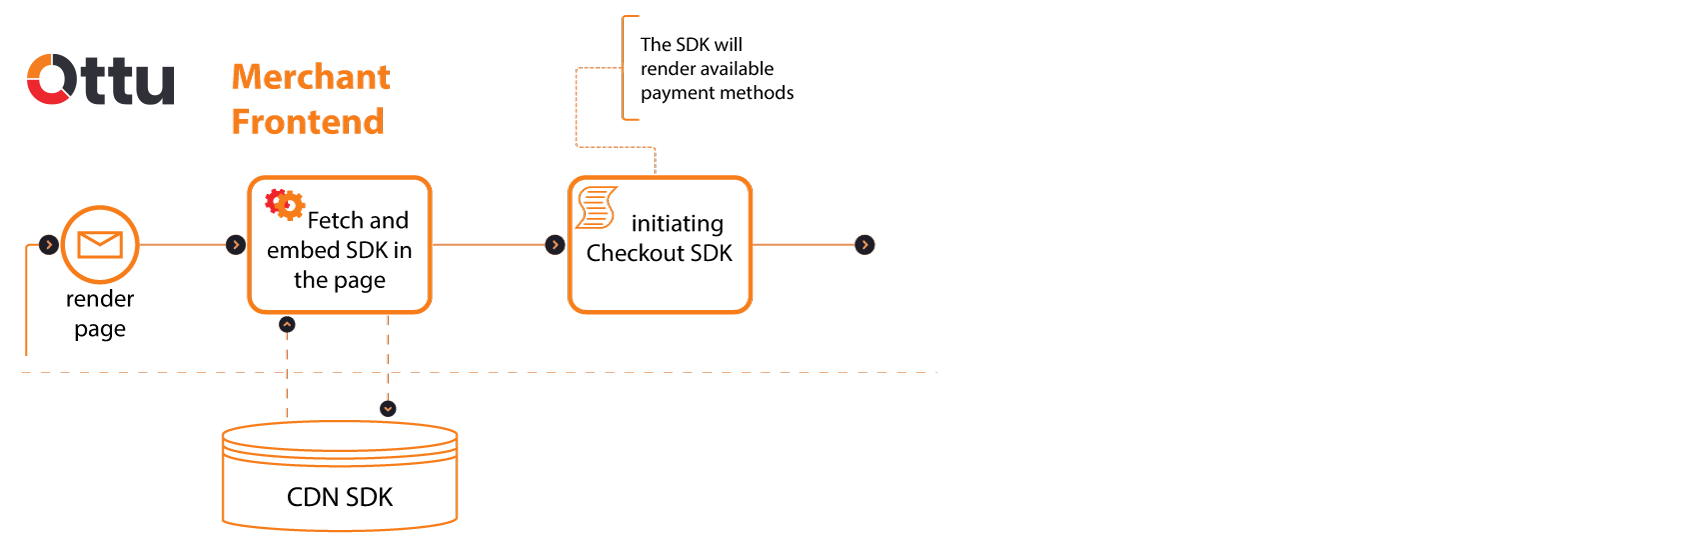 Ottu
Merchant
Frontend
The SDK will
render available
payment methods
render
page
Fetch and
embed SDK in
the page
initiating
Checkout SDK
CDN SDK